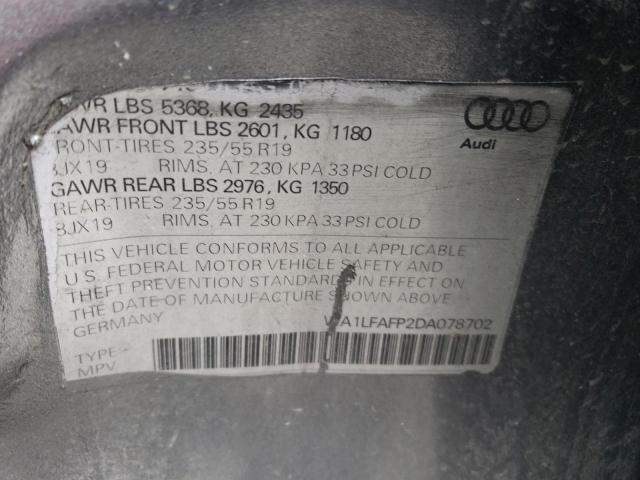 LBS 5368, KG 2435
GAWR FRONT LBS 2601, KG 1180
FRONT-TIRES 235/55 R19
8JX19 RIMS, AT 230 KPA 33 PSI COLD
GAWR REAR LBS 2976, KG 1350
REAR-TIRES 235/55 R19
8JX19 RIMS, AT 230 KPA 33 PSI COLD
Audi
THIS VEHICLE CONFORMS TO ALL APPLICABLE
U.S. FEDERAL MOTOR VEHICLE SAFETY AND
THEFT PREVENTION STANDARDS IN EFFECT ON
THE DATE OF MANUFACTURE SHOWN ABOVE
GERMANY
WA1LFAFP2DA078702
TYPE:
MPV